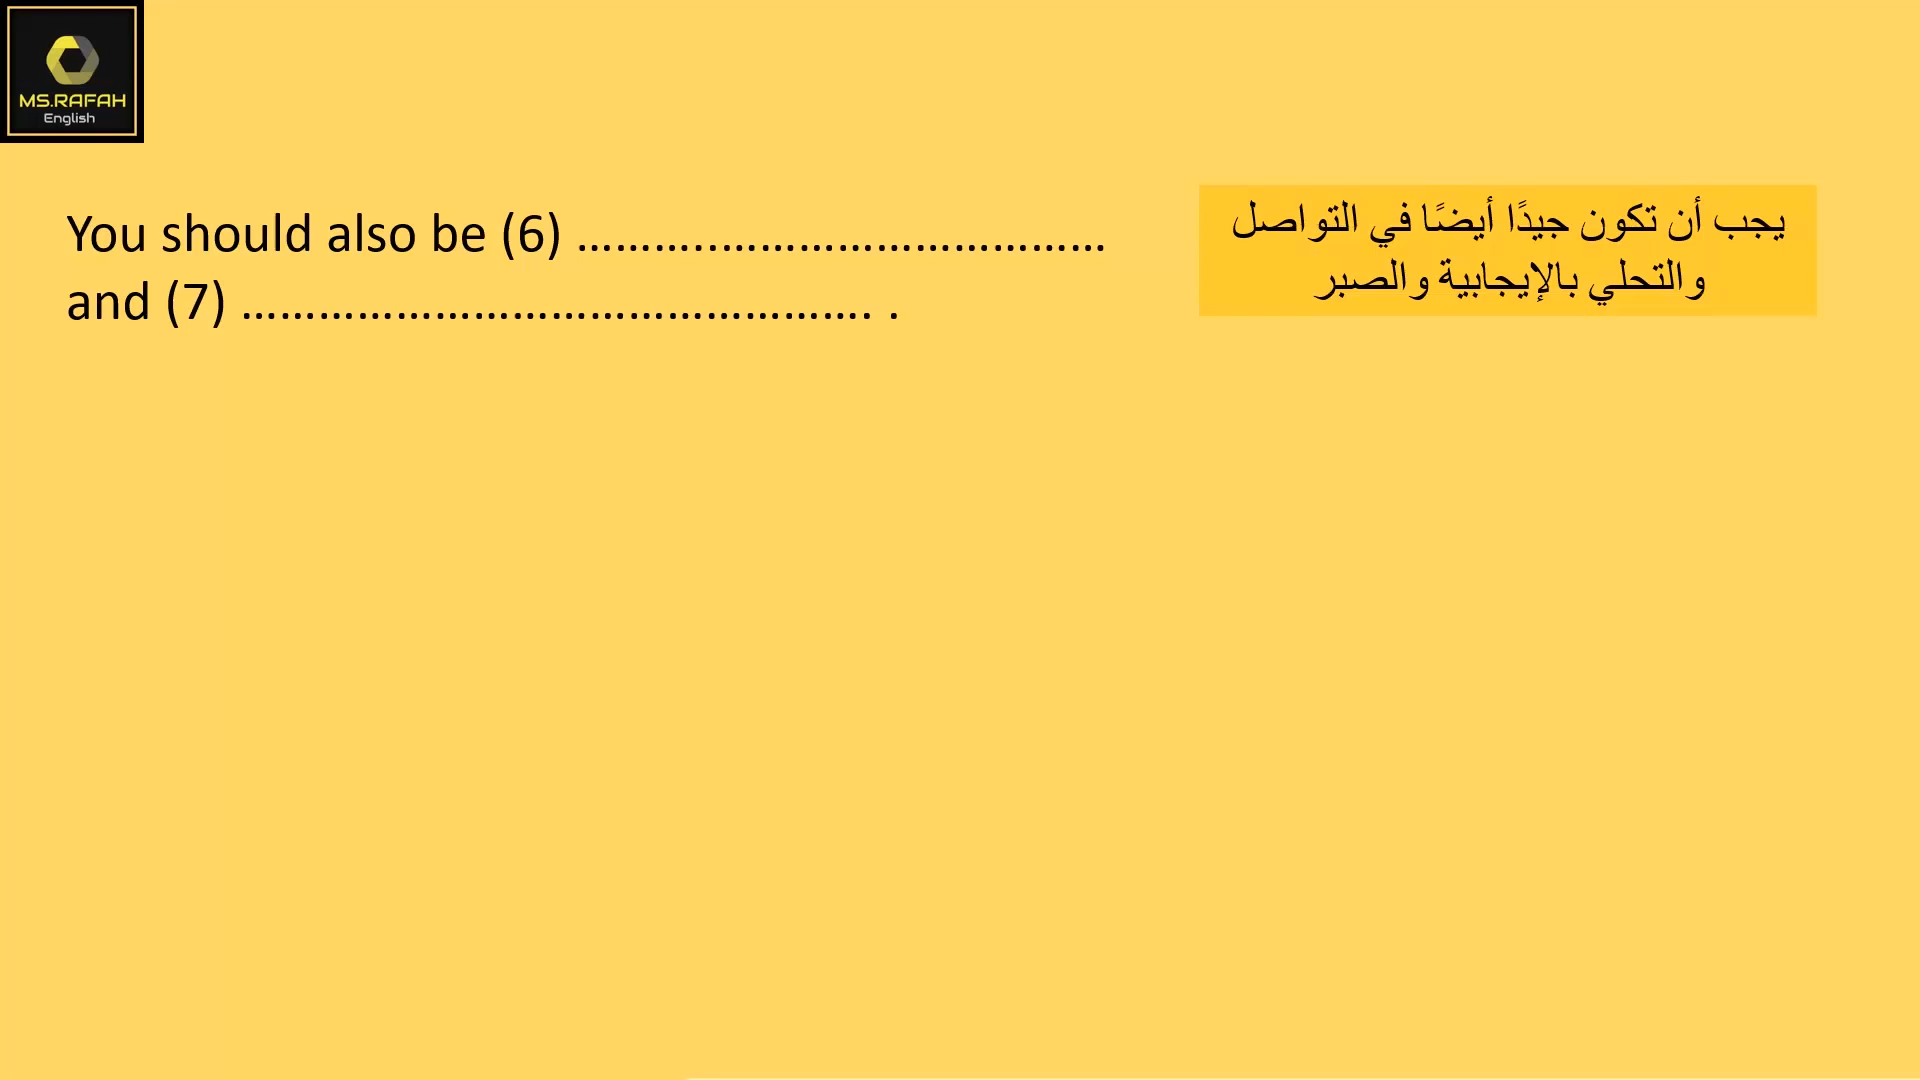 MS.RAFAH
English
You should also be (6) ………..…………………………
and (7) …………………………………………. .
يجب أن تكون جيدًا أيضًا في التواصل
والتحلي بالإيجابية والصبر